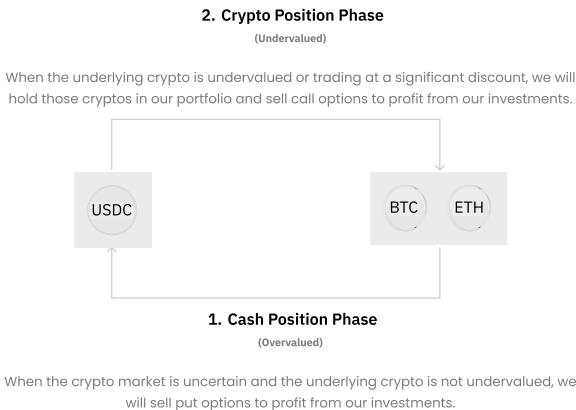 2. Crypto Position Phase
(Undervalued)
When the underlying crypto is undervalued or trading at a significant discount, we will
hold those cryptos in our portfolio and sell call options to profit from our investments.
USDC
BTC
ETH
1. Cash Position Phase
(Overvalued)
When the crypto market is uncertain and the underlying crypto is not undervalued, we
will sell put options to profit from our investments.